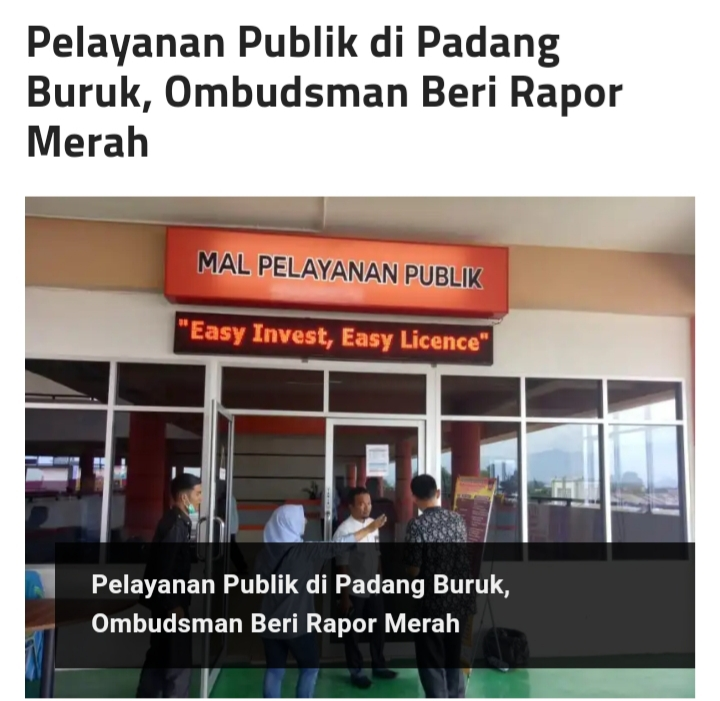 Pelayanan Publik di Padang
Buruk, Ombudsman Beri Rapor
Merah
MAL PELAYANAN PUBLIK
"Easy Invest, Easy Licence"
Pelayanan Publik di Padang Buruk,
Ombudsman Beri Rapor Merah